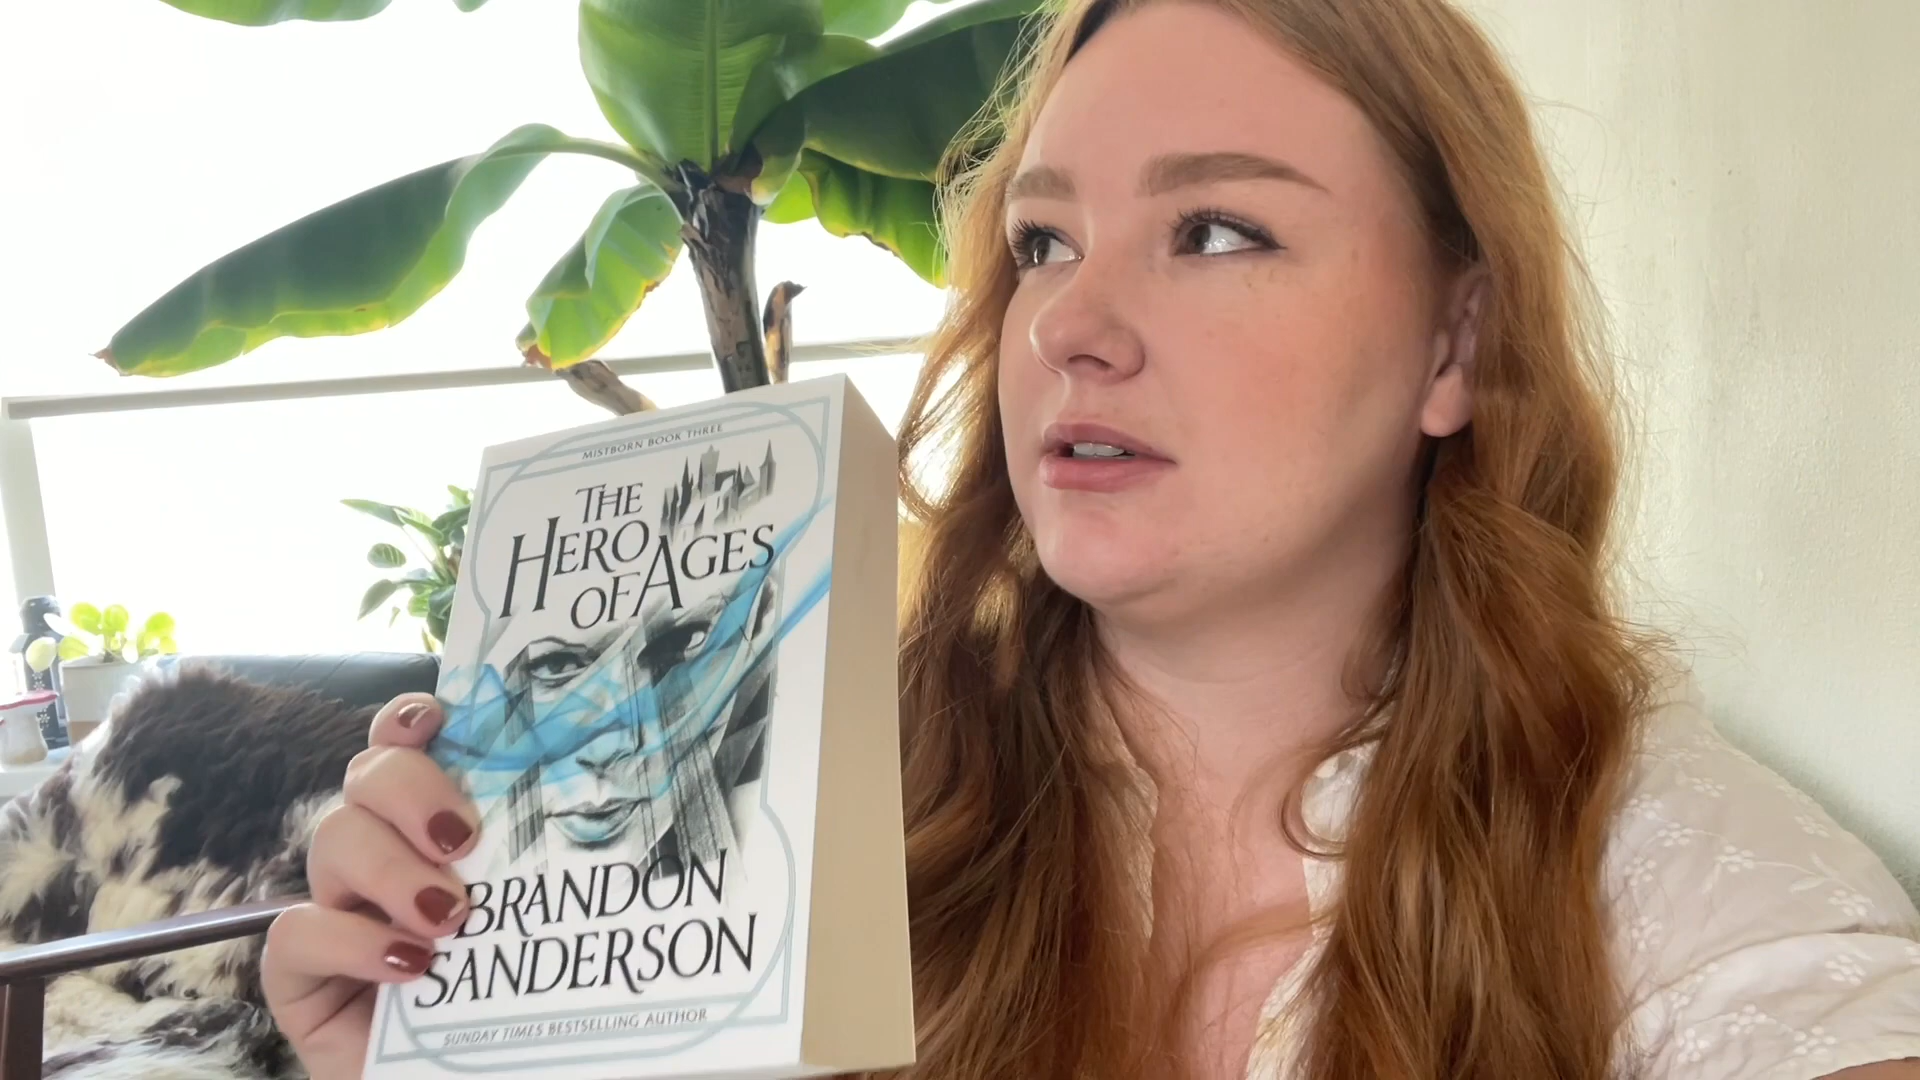 MISTBORN BOOK THREE
THE
HERO
OF AGES
BRANDON
SANDERSON
SUNDAY TIMES BESTSELLING AUTHOR